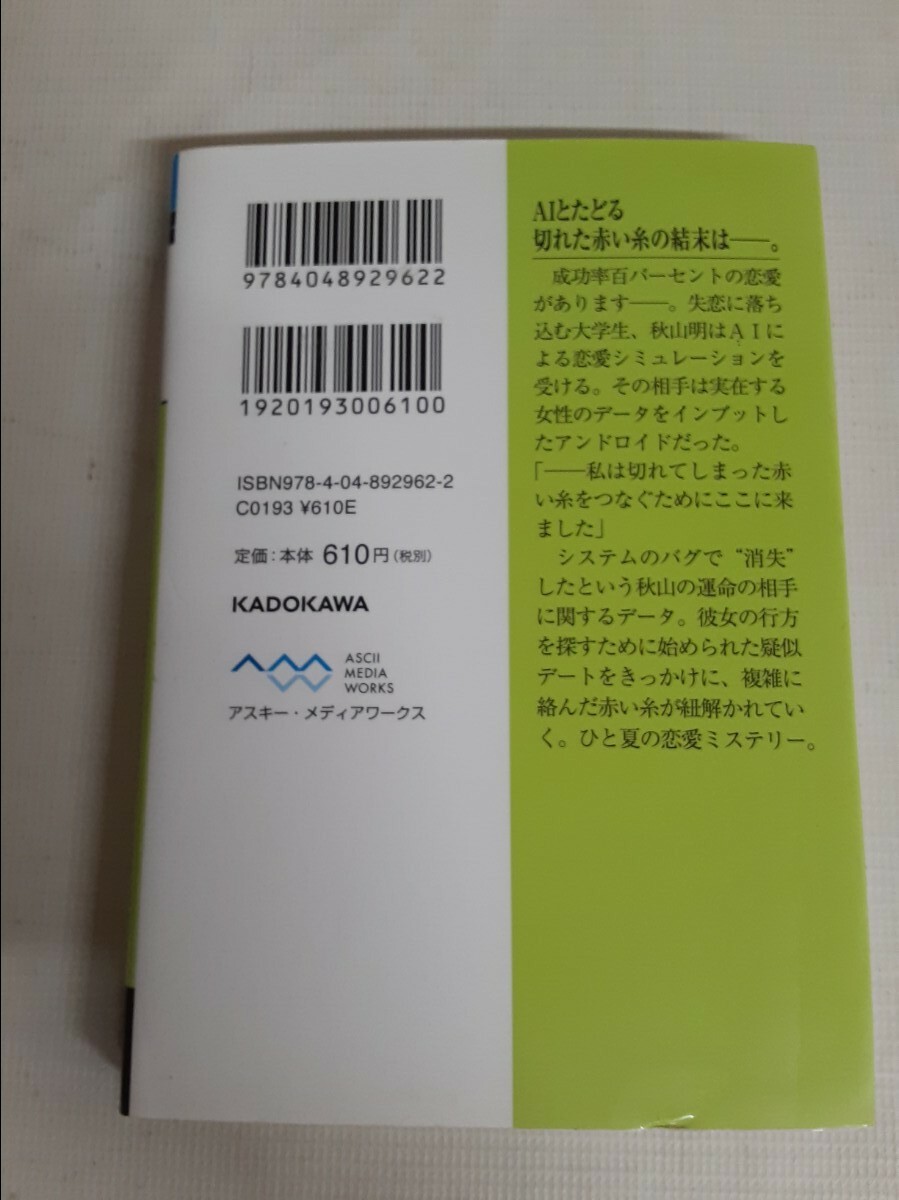 9784048929622
1920193006100
ISBN978-4-04-892962-2
C0193 ¥610E
定価：本体 610円（税別）
KADOKAWA
ASCII
MEDIA
WORKS
アスキー・メディアワークス
AIとたどる
切れた赤い糸の結末は――。
成功率百パーセントの恋愛
があります――。失恋に落ち
込む大学生、秋山明はAIに
よる恋愛シミュレーションを
受ける。その相手は実在する
女性のデータをインプットし
たアンドロイドだった。
「――私は切れてしまった赤
い糸をつなぐためにここに来
ました」
システムのバグで“消失”
したという秋山の運命の相手
に関するデータ。彼女の行方
を探すために始められた疑似
デートをきっかけに、複雑に
絡んだ赤い糸が紐解かれてい
く。ひと夏の恋愛ミステリー。